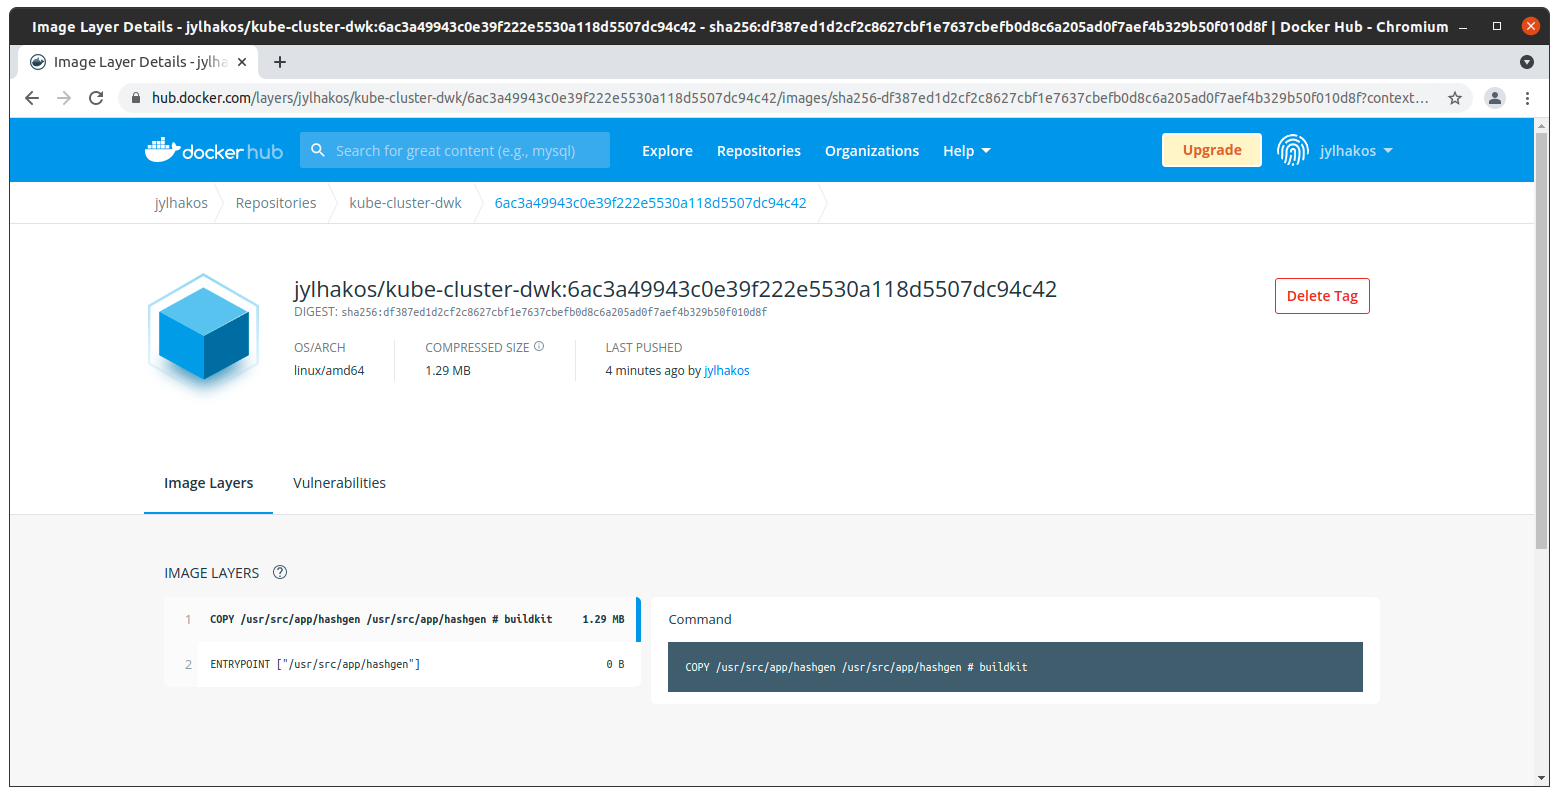 Image Layer Details - jylhakos/kube-cluster-dwk:6ac3a49943c0e39f222e5530a118d5507dc94c42 - sha256:df387ed1d2cf2c8627cbf1e7637cbefb0d8c6a205ad0f7aef4b329b50f010d8f | Docker Hub - Chromium
Image Layer Details - jylha
hub.docker.com/layers/jylhakos/kube-cluster-dwk/6ac3a49943c0e39f222e5530a118d5507dc94c42/images/sha256-df387ed1d2cf2c8627cbf1e7637cbefb0d8c6a205ad0f7aef4b329b50f010d8f?context...
docker hub Search for great content (e.g., mysql) Explore Repositories Organizations Help Upgrade jylhakos
jylhakos Repositories kube-cluster-dwk 6ac3a49943c0e39f222e5530a118d5507dc94c42
jylhakos/kube-cluster-dwk:6ac3a49943c0e39f222e5530a118d5507dc94c42
Delete Tag
DIGEST: sha256:df387ed1d2cf2c8627cbf1e7637cbefb0d8c6a205ad0f7aef4b329b50f010d8f
OS/ARCH COMPRESSED SIZE LAST PUSHED
linux/amd64 1.29 MB 4 minutes ago by jylhakos
Image Layers Vulnerabilities
IMAGE LAYERS
1 COPY /usr/src/app/hashgen /usr/src/app/hashgen # buildkit 1.29 MB
2 ENTRYPOINT ["/usr/src/app/hashgen"] 0 B
Command
COPY /usr/src/app/hashgen /usr/src/app/hashgen # buildkit